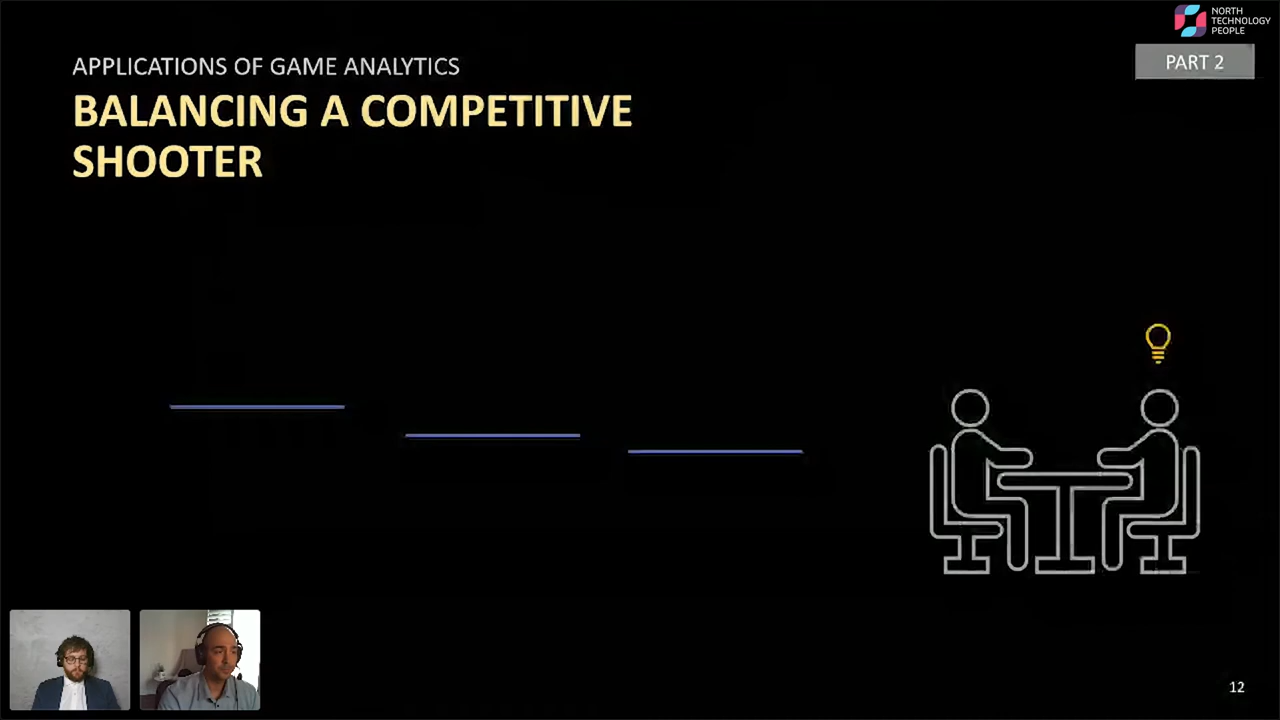 NORTH
TECHNOLOGY
PEOPLE
PART 2
APPLICATIONS OF GAME ANALYTICS
BALANCING A COMPETITIVE
SHOOTER
12